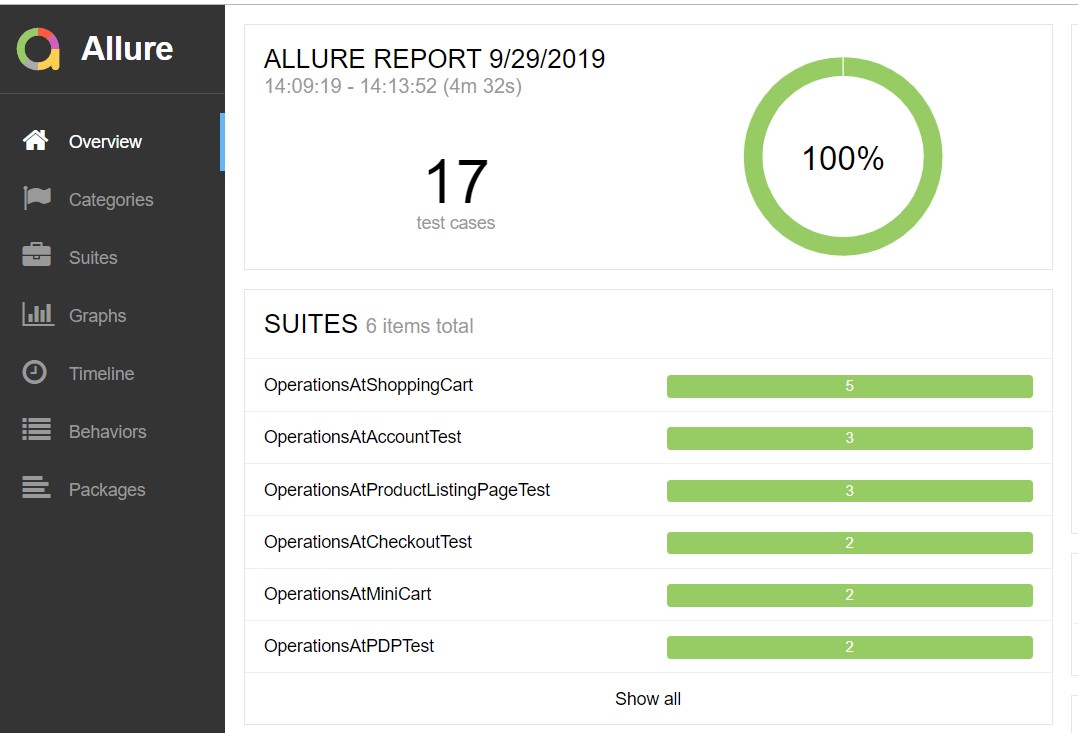 Allure
Overview
Categories
Suites
Graphs
Timeline
Behaviors
Packages
ALLURE REPORT 9/29/2019
14:09:19 - 14:13:52 (4m 32s)
17
test cases
100%
SUITES 6 items total
OperationsAtShoppingCart 5
OperationsAtAccountTest 3
OperationsAtProductListingPageTest 3
OperationsAtCheckoutTest 2
OperationsAtMiniCart 2
OperationsAtPDPTest 2
Show all